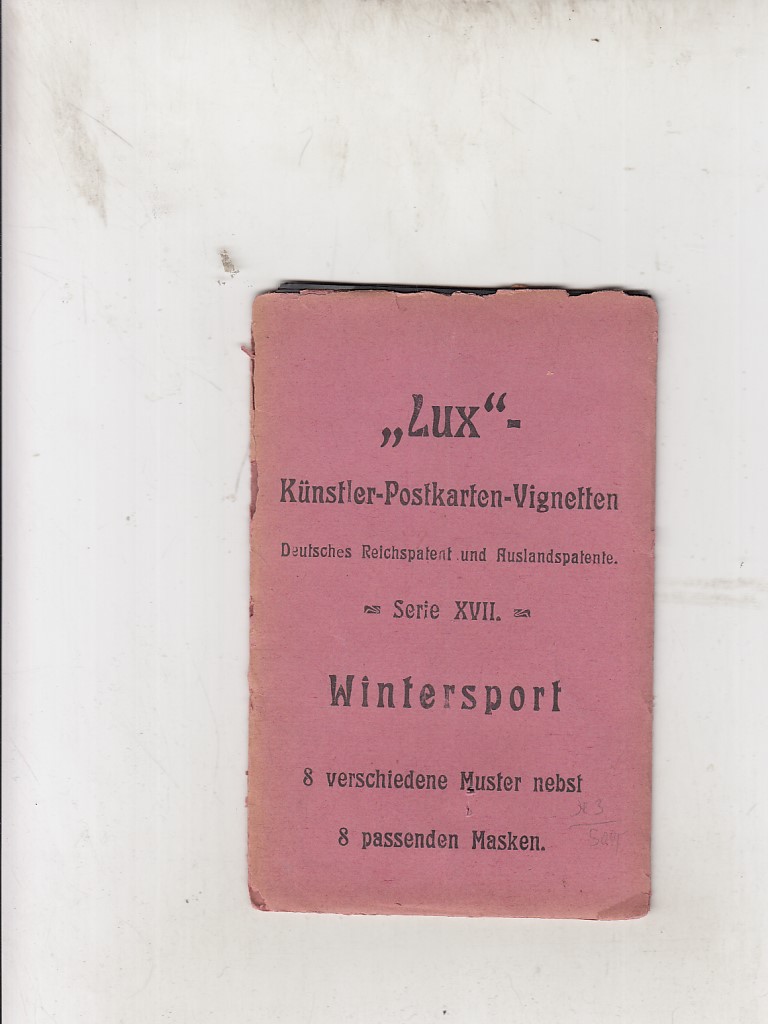 „Lux“-
Künstler-Postkarten-Vignetten
Deutsches Reichspatent und Auslandspatente.
Serie XVII.
Wintersport
8 verschiedene Muster nebst
8 passenden Masken.